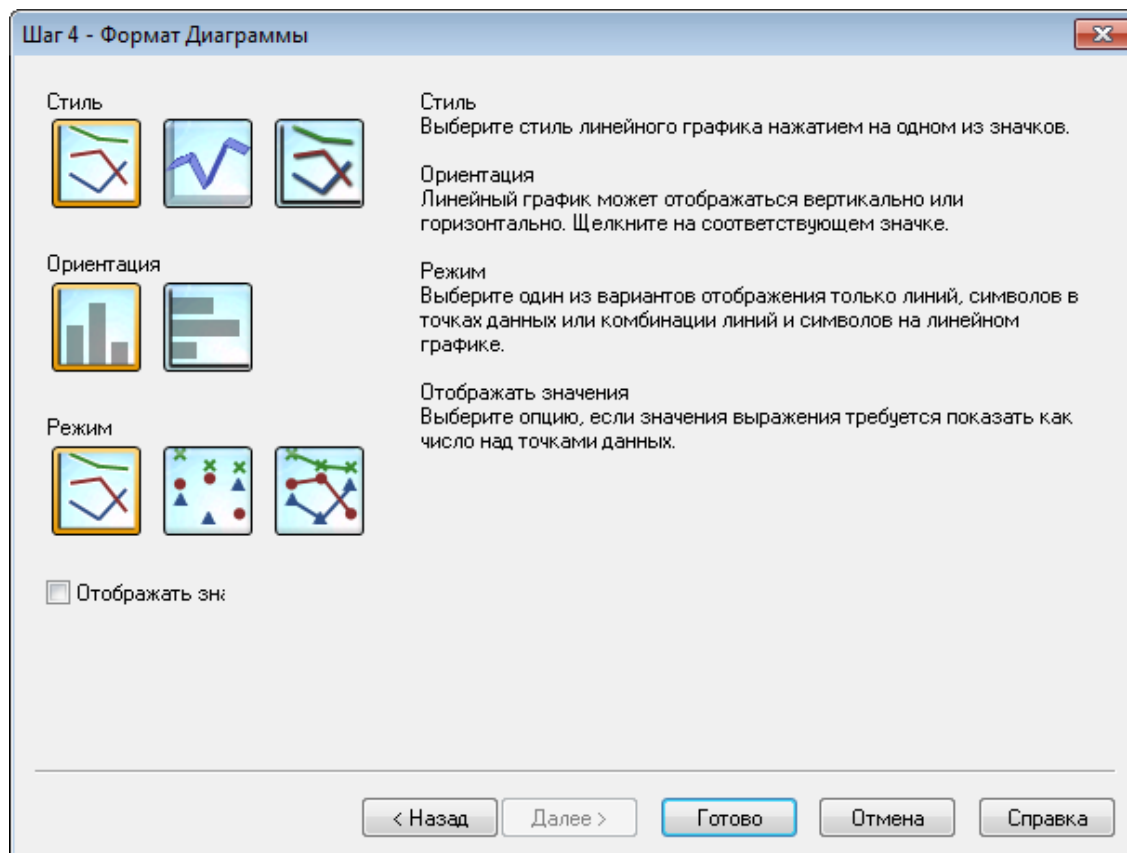 Шаг 4 - Формат Диаграммы
Стиль
Ориентация
Режим
Отображать зна
Стиль
Выберите стиль линейного графика нажатием на одном из значков.
Ориентация
Линейный график может отображаться вертикально или
горизонтально. Щелкните на соответствующем значке.
Режим
Выберите один из вариантов отображения только линий, символов в
точках данных или комбинации линий и символов на линейном
графике.
Отображать значения
Выберите опцию, если значения выражения требуется показать как
число над точками данных.
< Назад
Далее >
Готово
Отмена
Справка